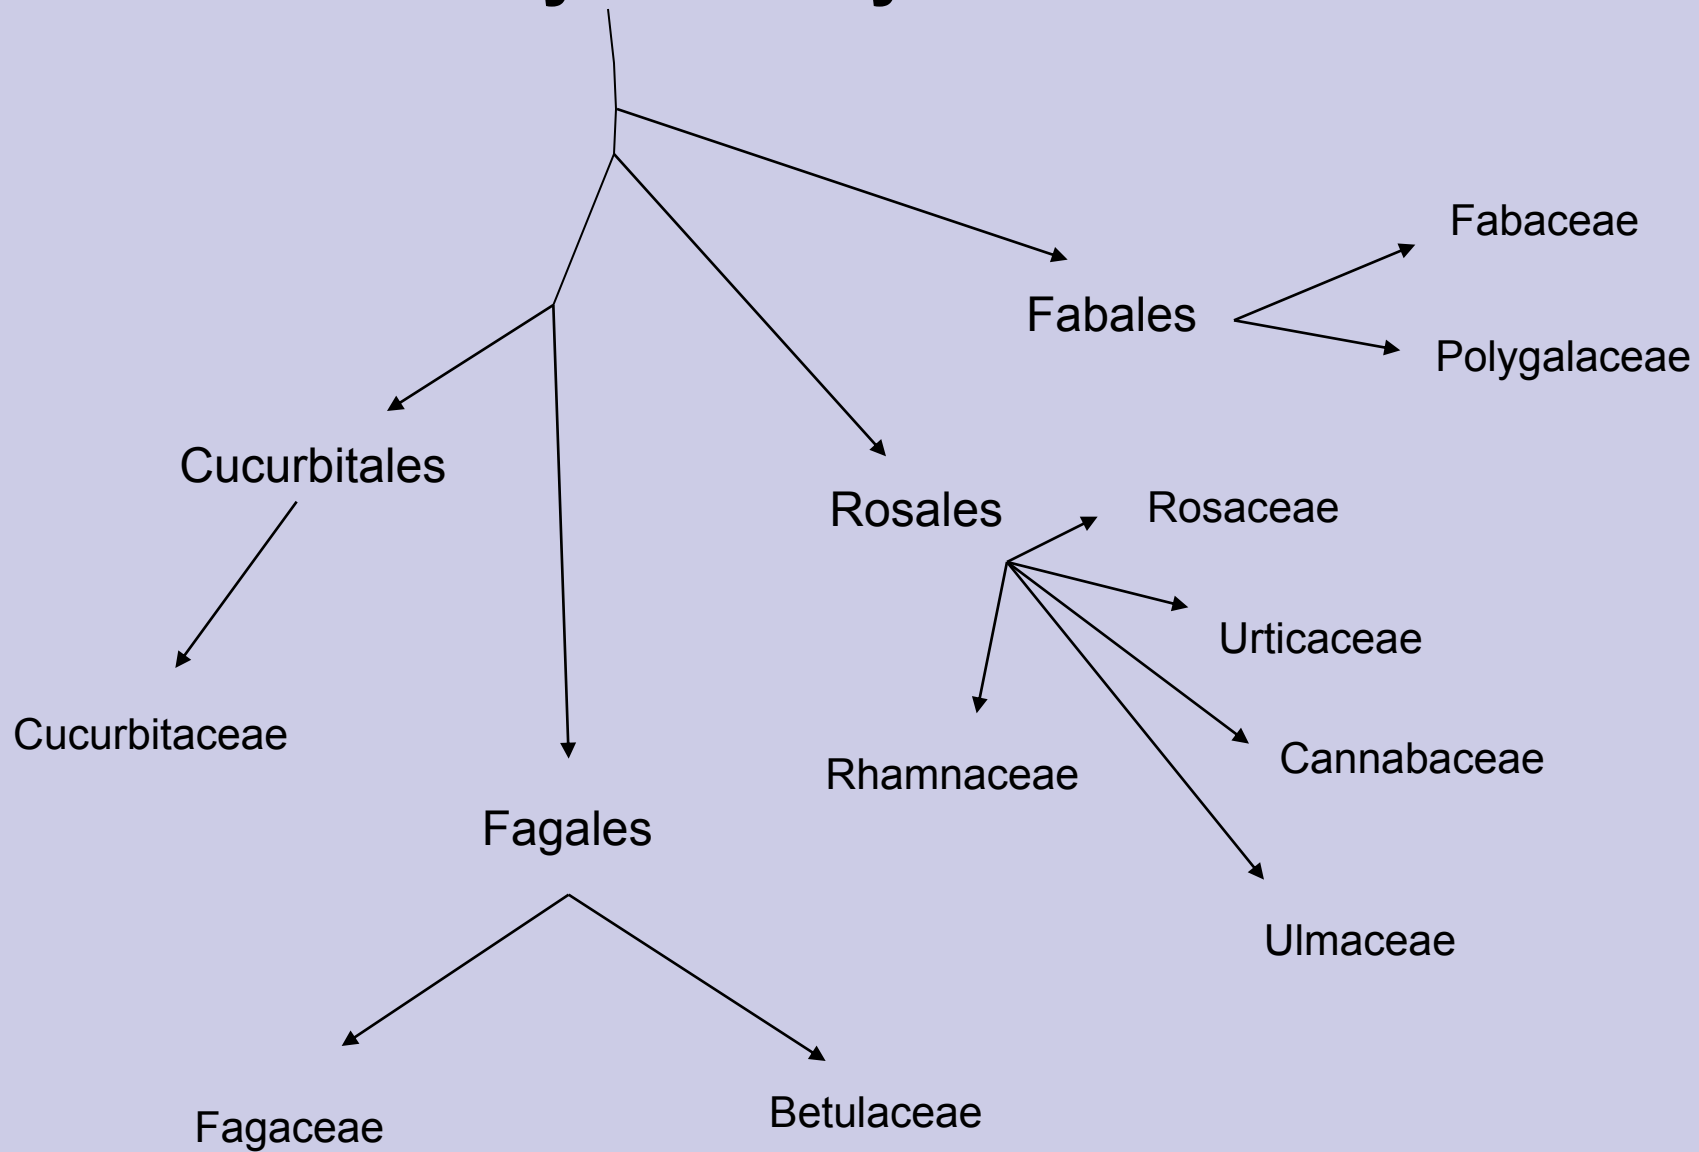 Fabaceae
Fabales
Polygalaceae
Cucurbitales
Rosales
Rosaceae
Urticaceae
Cucurbitaceae
Rhamnaceae
Cannabaceae
Fagales
Ulmaceae
Fagaceae
Betulaceae